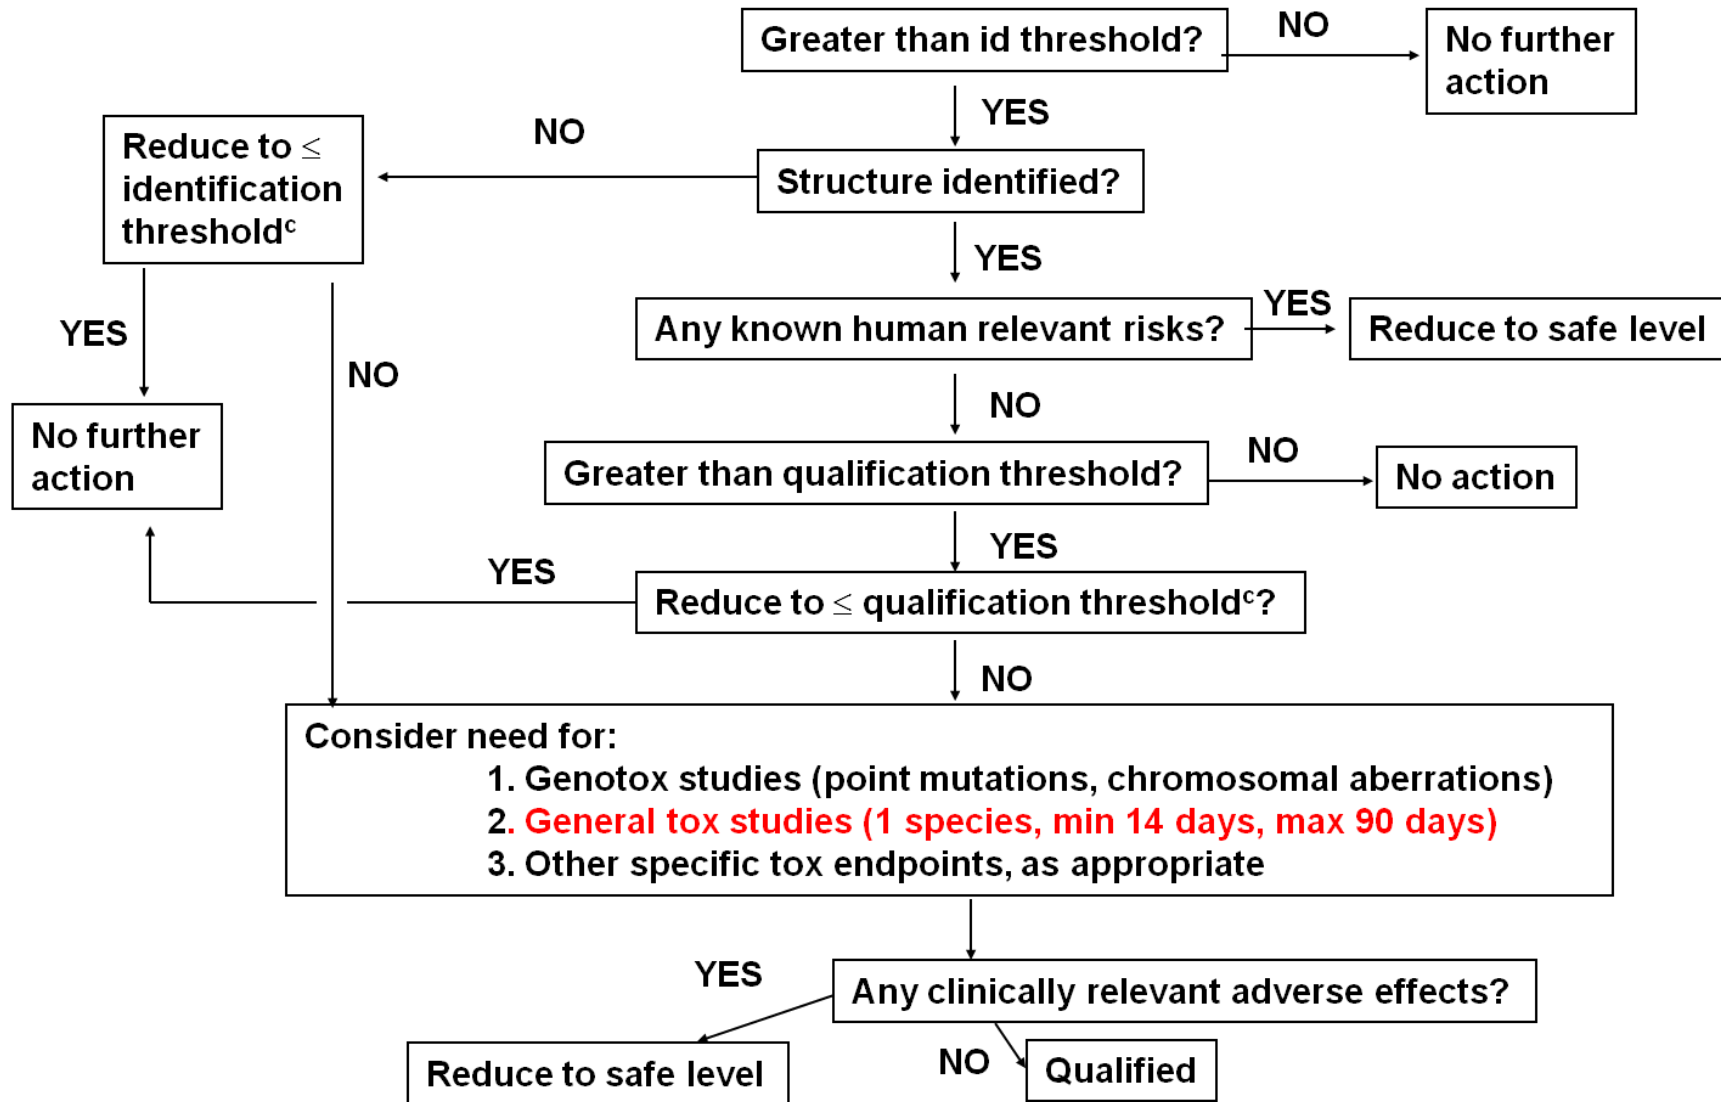 Greater than id threshold?
NO
No further
action
YES
NO
Reduce to ≤
identification
thresholdᶜ
Structure identified?
YES
YES
Any known human relevant risks?
Reduce to safe level
YES
NO
NO
No further
action
NO
Greater than qualification threshold?
No action
YES
YES
Reduce to ≤ qualification thresholdᶜ?
NO
Consider need for:
1. Genotox studies (point mutations, chromosomal aberrations)
2. General tox studies (1 species, min 14 days, max 90 days)
3. Other specific tox endpoints, as appropriate
YES
Any clinically relevant adverse effects?
Reduce to safe level
NO
Qualified